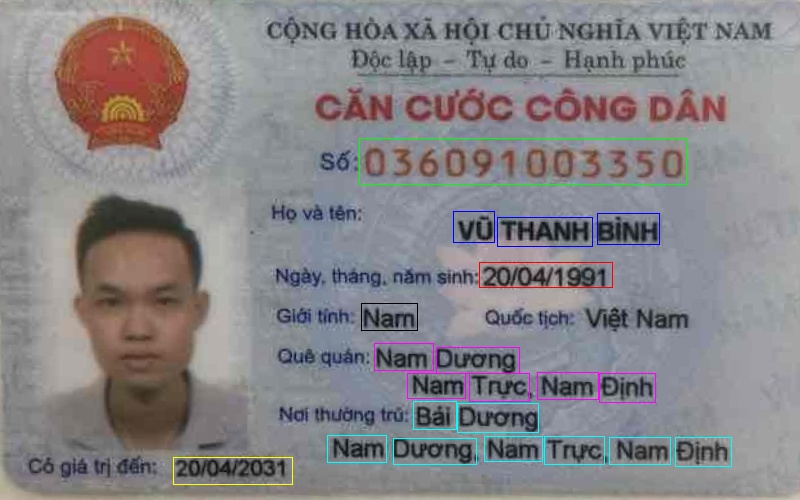 CỘNG HÒA XÃ HỘI CHỦ NGHĨA VIỆT NAM
Độc lập - Tự do - Hạnh phúc
CĂN CƯỚC CÔNG DÂN
Số: 036091003350
Họ và tên:
VŨ THANH BÌNH
Ngày, tháng, năm sinh: 20/04/1991
Giới tính: Nam Quốc tịch: Việt Nam
Quê quán: Nam Dương
Nam Trực, Nam Định
Nơi thường trú: Bái Dương
Nam Dương, Nam Trực, Nam Định
Có giá trị đến: 20/04/2031